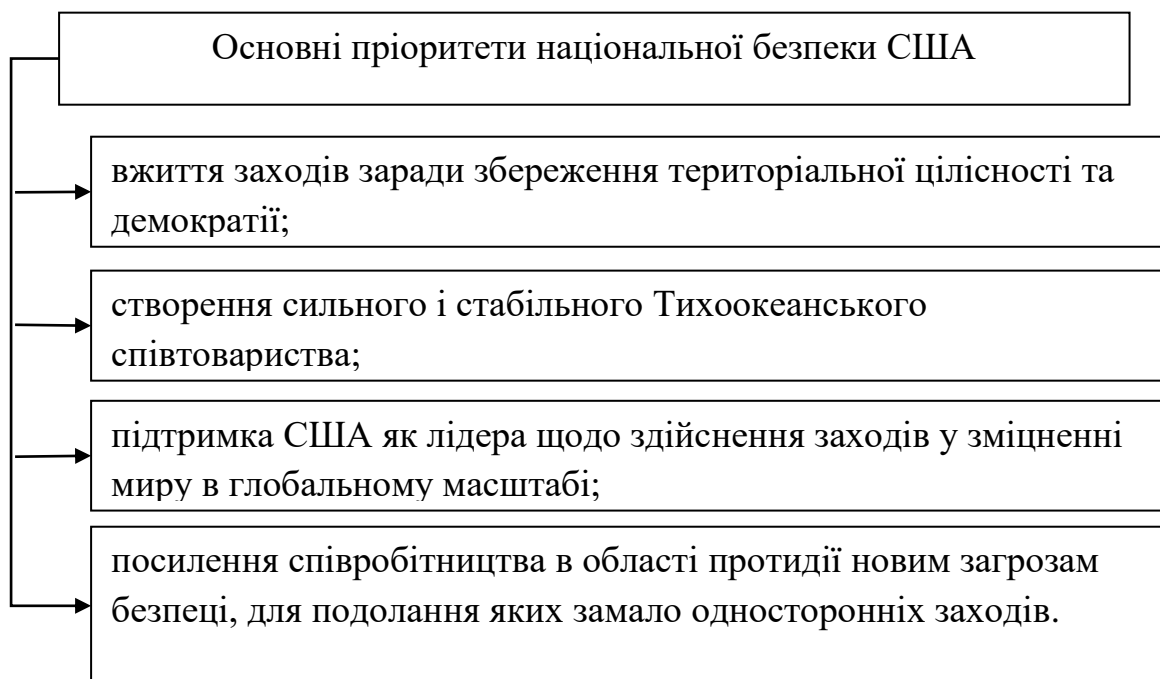 Основні пріоритети національної безпеки США
вжиття заходів заради збереження територіальної цілісності та
демократії;
створення сильного і стабільного Тихоокеанського
співтовариства;
підтримка США як лідера щодо здійснення заходів у зміцненні
миру в глобальному масштабі;
посилення співробітництва в області протидії новим загрозам
безпеці, для подолання яких замало односторонніх заходів.